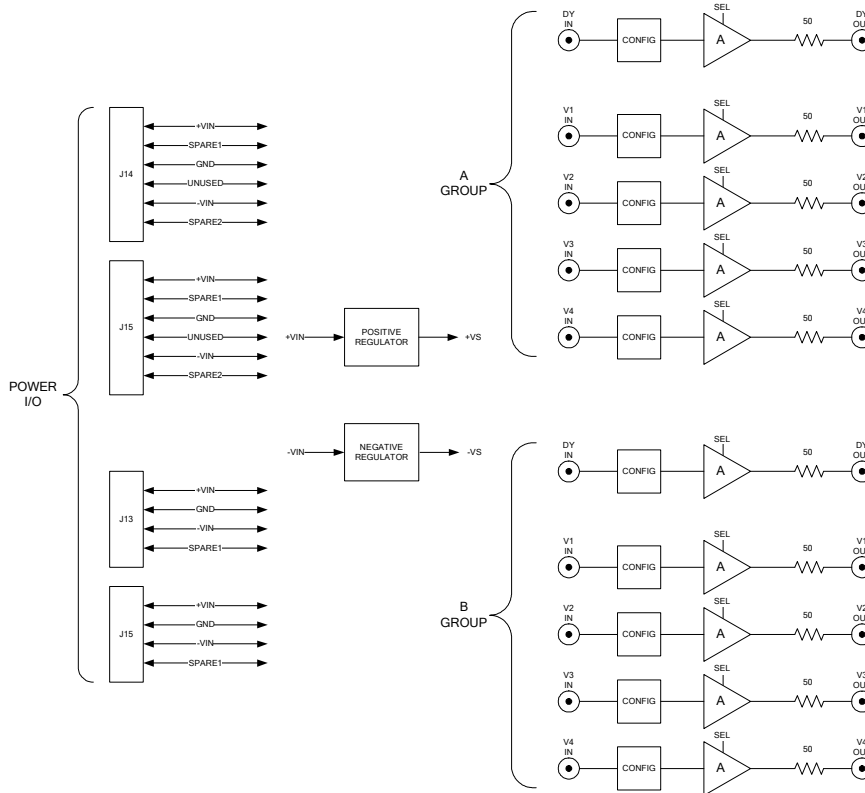 POWER
I/O
J14
+VIN
SPARE1
GND
UNUSED
-VIN
SPARE2
J15
+VIN
SPARE1
GND
UNUSED
-VIN
SPARE2
J13
+VIN
GND
-VIN
SPARE1
J15
+VIN
GND
-VIN
SPARE1
+VIN
POSITIVE
REGULATOR
+VS
-VIN
NEGATIVE
REGULATOR
-VS
A
GROUP
DY
IN
CONFIG
SEL
A
50
DY
OU
V1
IN
CONFIG
SEL
A
50
V1
OU
V2
IN
CONFIG
SEL
A
50
V2
OU
V3
IN
CONFIG
SEL
A
50
V3
OU
V4
IN
CONFIG
SEL
A
50
V4
OU
B
GROUP
DY
IN
CONFIG
SEL
A
50
DY
OU
V1
IN
CONFIG
SEL
A
50
V1
OU
V2
IN
CONFIG
SEL
A
50
V2
OU
V3
IN
CONFIG
SEL
A
50
V3
OU
V4
IN
CONFIG
SEL
A
50
V4
OU